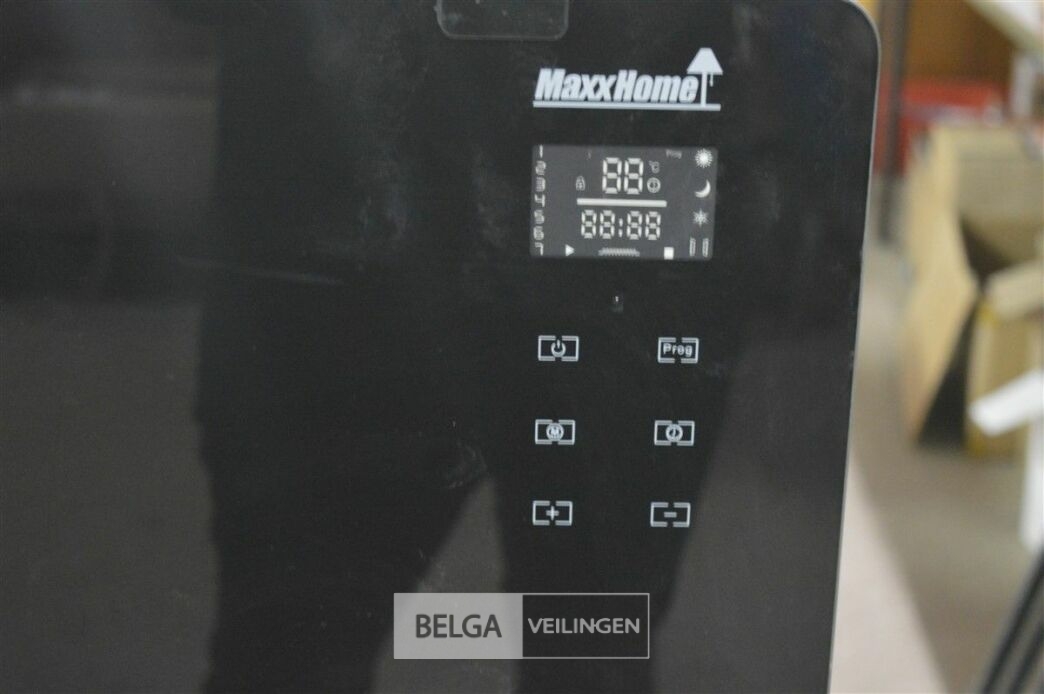 MaxxHome
1
Prog
2
88 °C
3
4
5
88:88
6
7
Prog
M
+ -
BELGA VEILINGEN